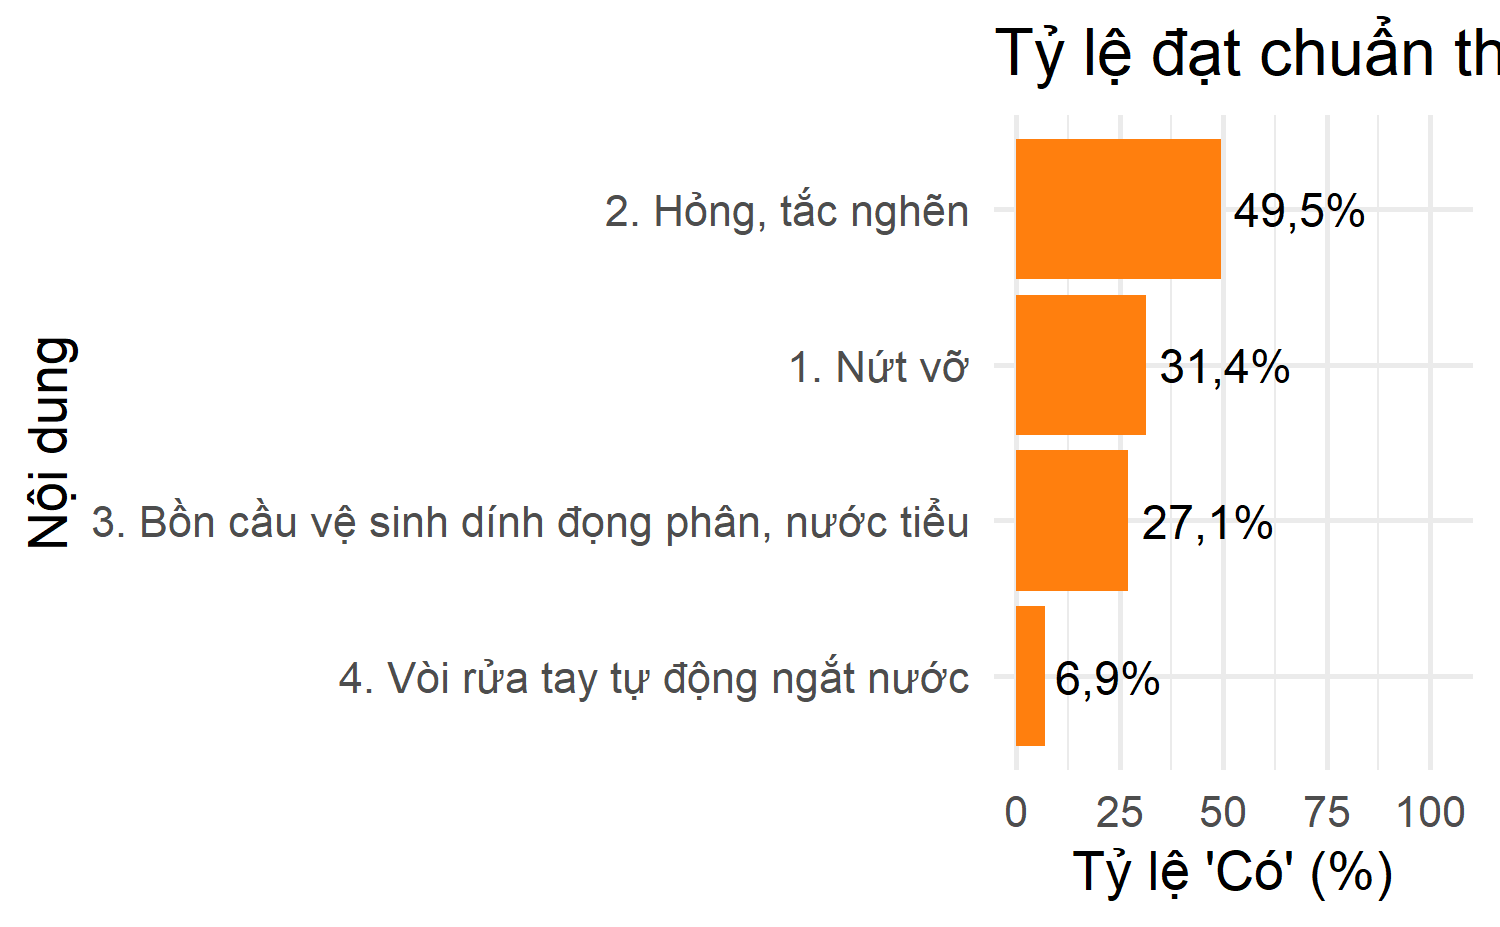 Tỷ lệ đạt chuẩn th
2. Hỏng, tắc nghẽn
49,5%
1. Nứt vỡ
31,4%
Nội dung
3. Bồn cầu vệ sinh dính đọng phân, nước tiểu
27,1%
4. Vòi rửa tay tự động ngắt nước
6,9%
0 25 50 75 100
Tỷ lệ 'Có' (%)